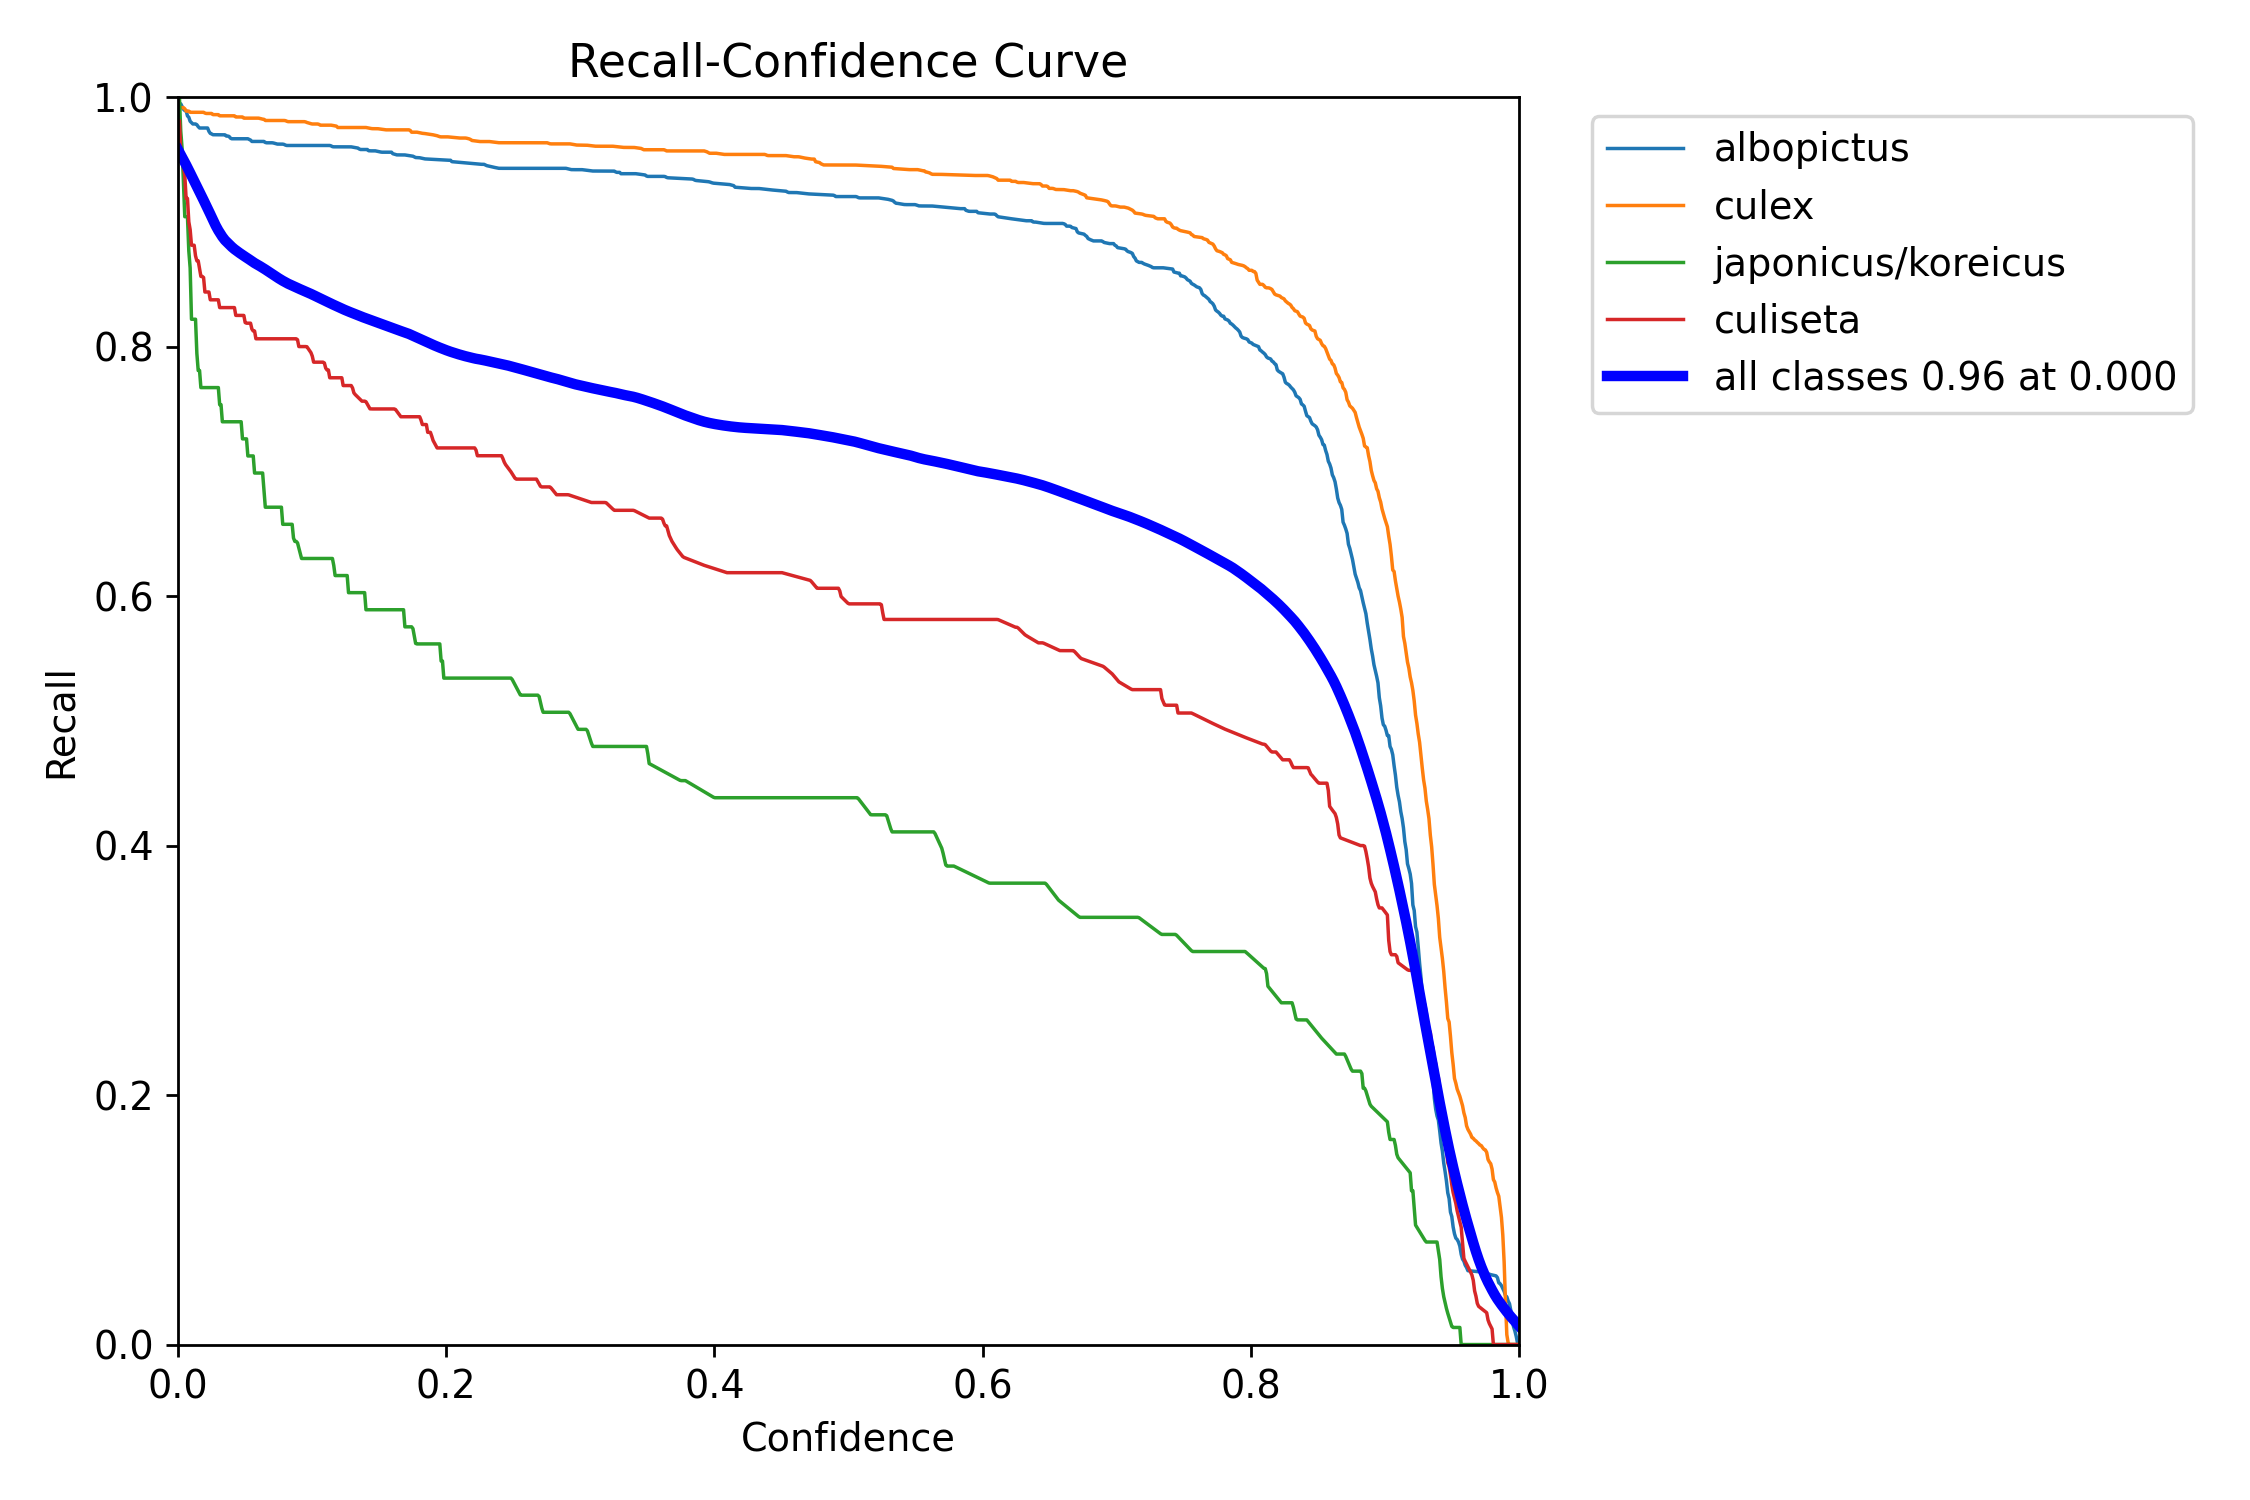 Recall-Confidence Curve
1.0
0.8
0.6
0.4
0.2
0.0
Recall
0.0 0.2 0.4 0.6 0.8 1.0
Confidence
albopictus
culex
japonicus/koreicus
culiseta
all classes 0.96 at 0.000